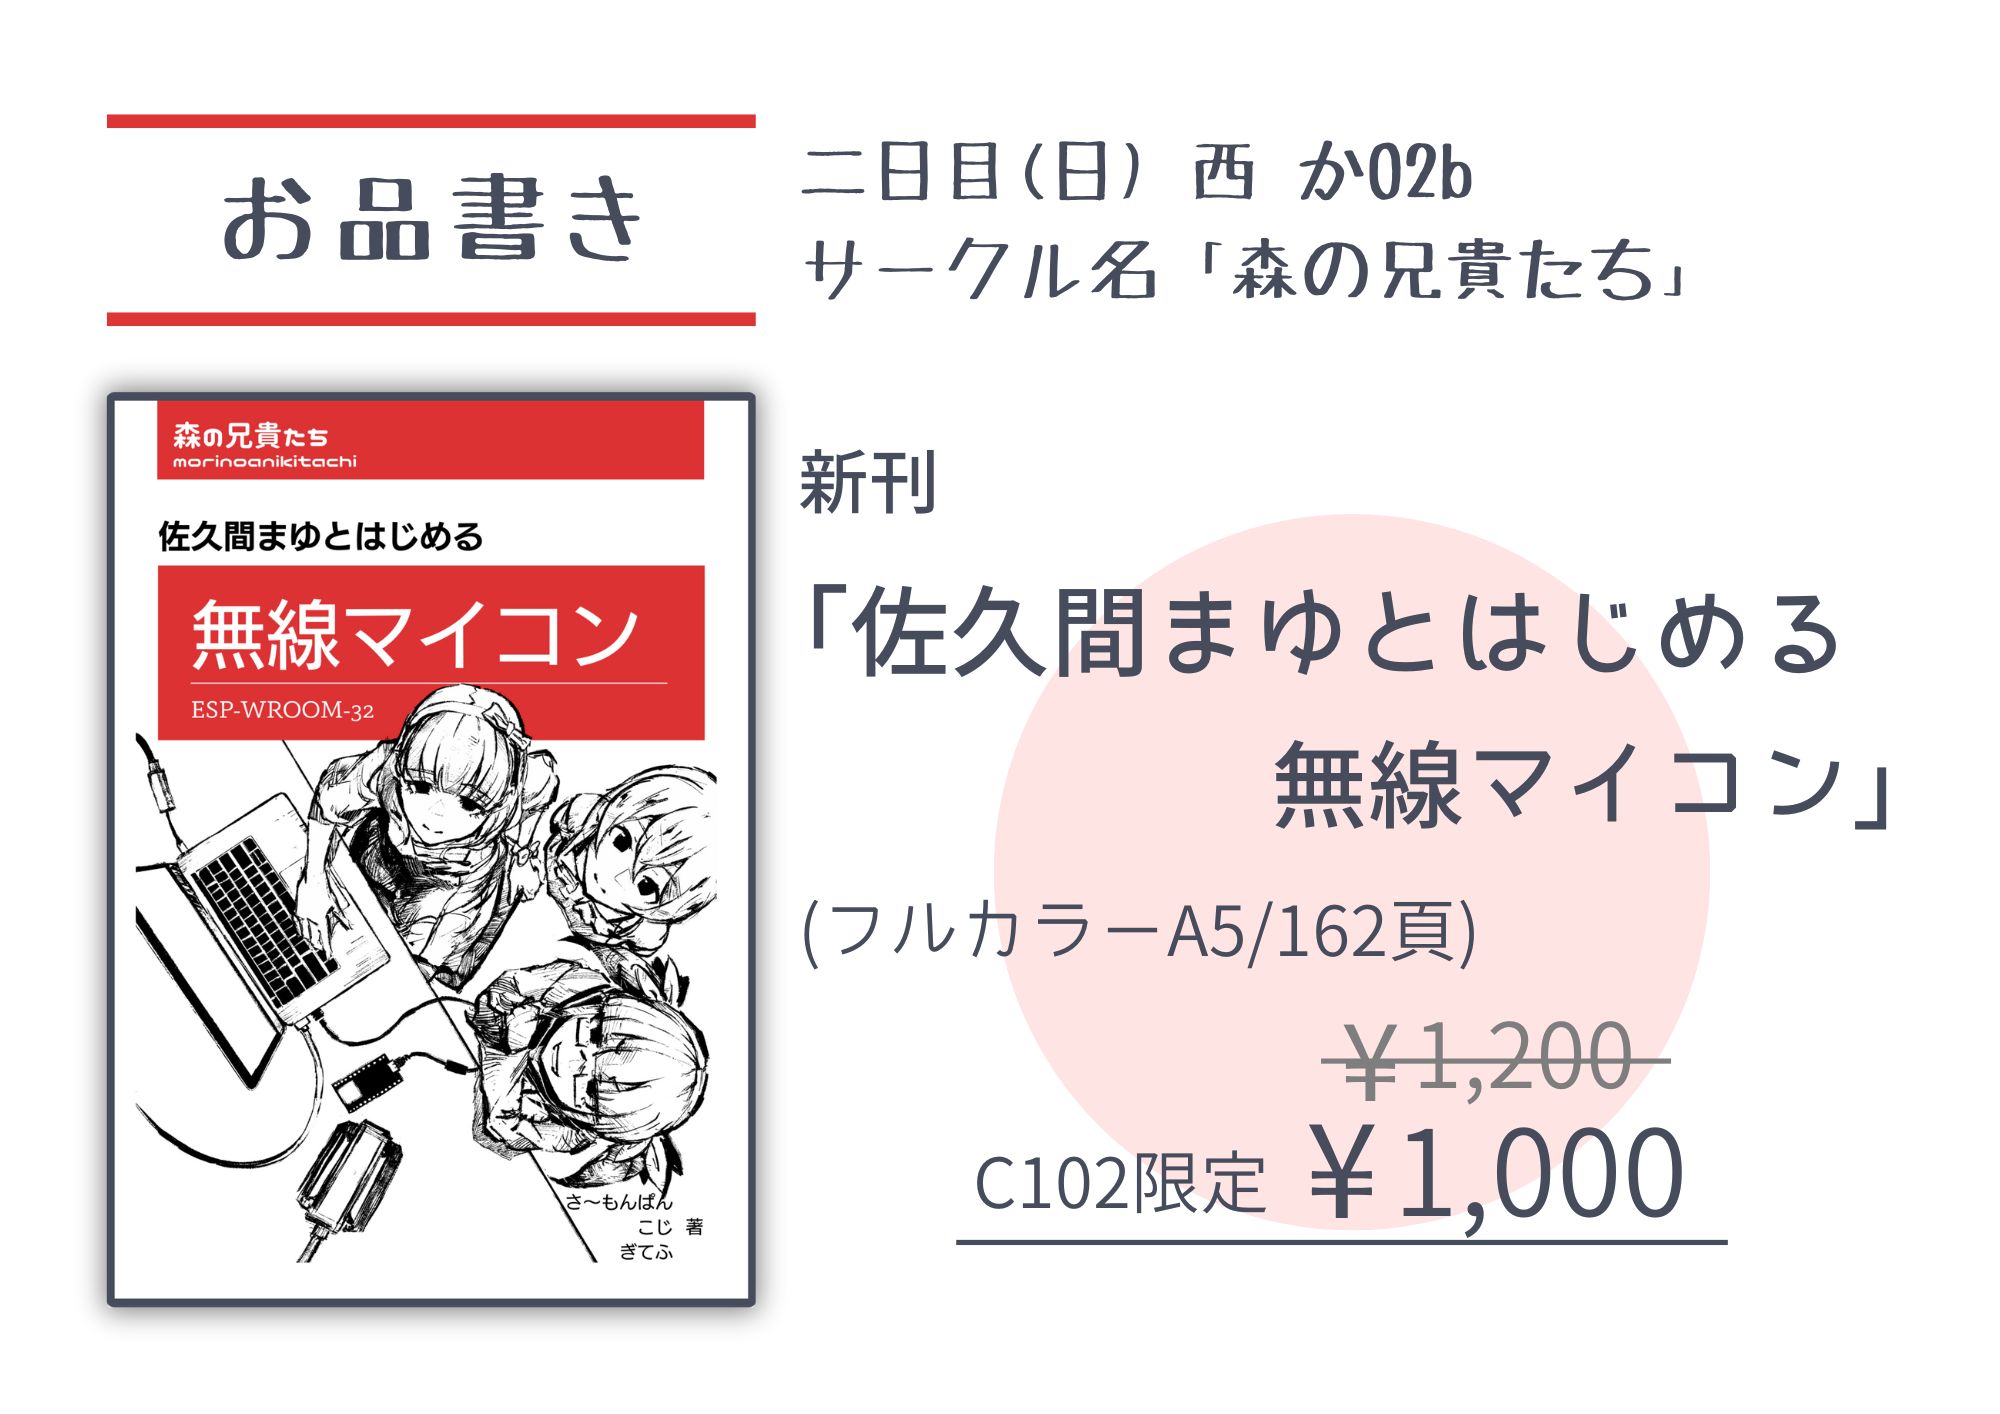 お品書き
二日目(日) 西 か02b
サークル名「森の兄貴たち」
森の兄貴たち
morinoanikitachi
佐久間まゆとはじめる
無線マイコン
ESP-WROOM-32
さ～もんぱん
こじ 著
ぎてふ
新刊
「佐久間まゆとはじめる
無線マイコン」
(フルカラーA5/162頁)
￥1,200
C102限定 ￥1,000